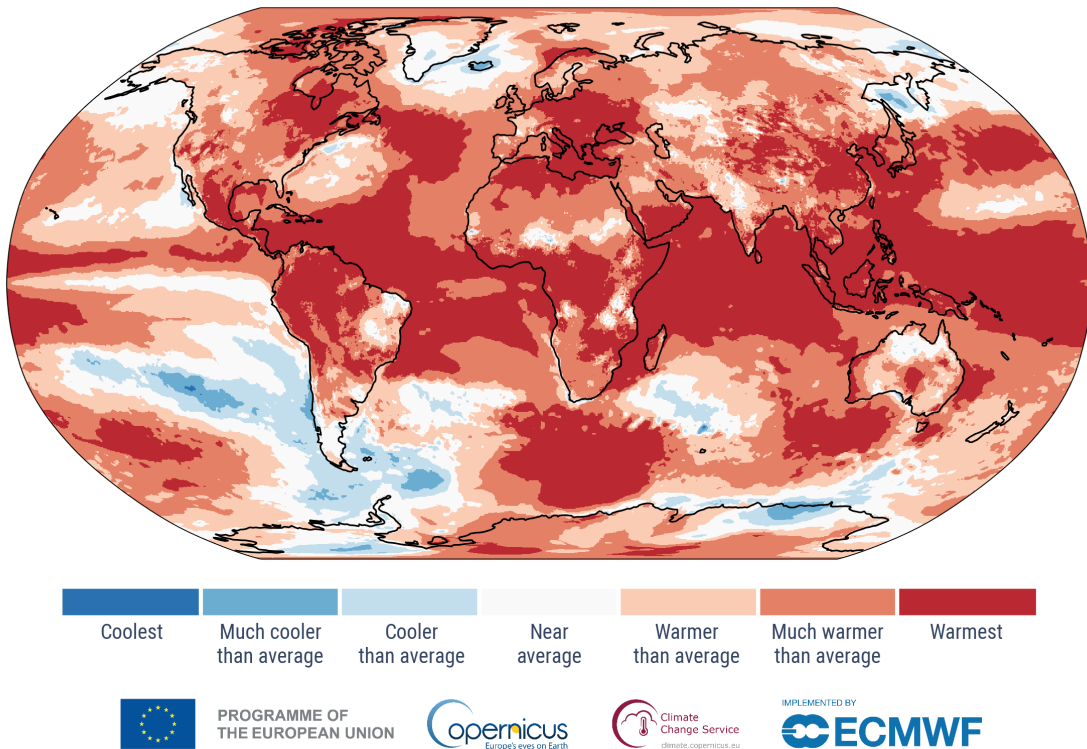 Coolest
Much cooler
than average
Cooler
than average
Near
average
Warmer
than average
Much warmer
than average
Warmest
PROGRAMME OF
THE EUROPEAN UNION
opernicus
Europe's eyes on Earth
Climate
Change Service
climate.copernicus.eu
IMPLEMENTED BY
ECMWF